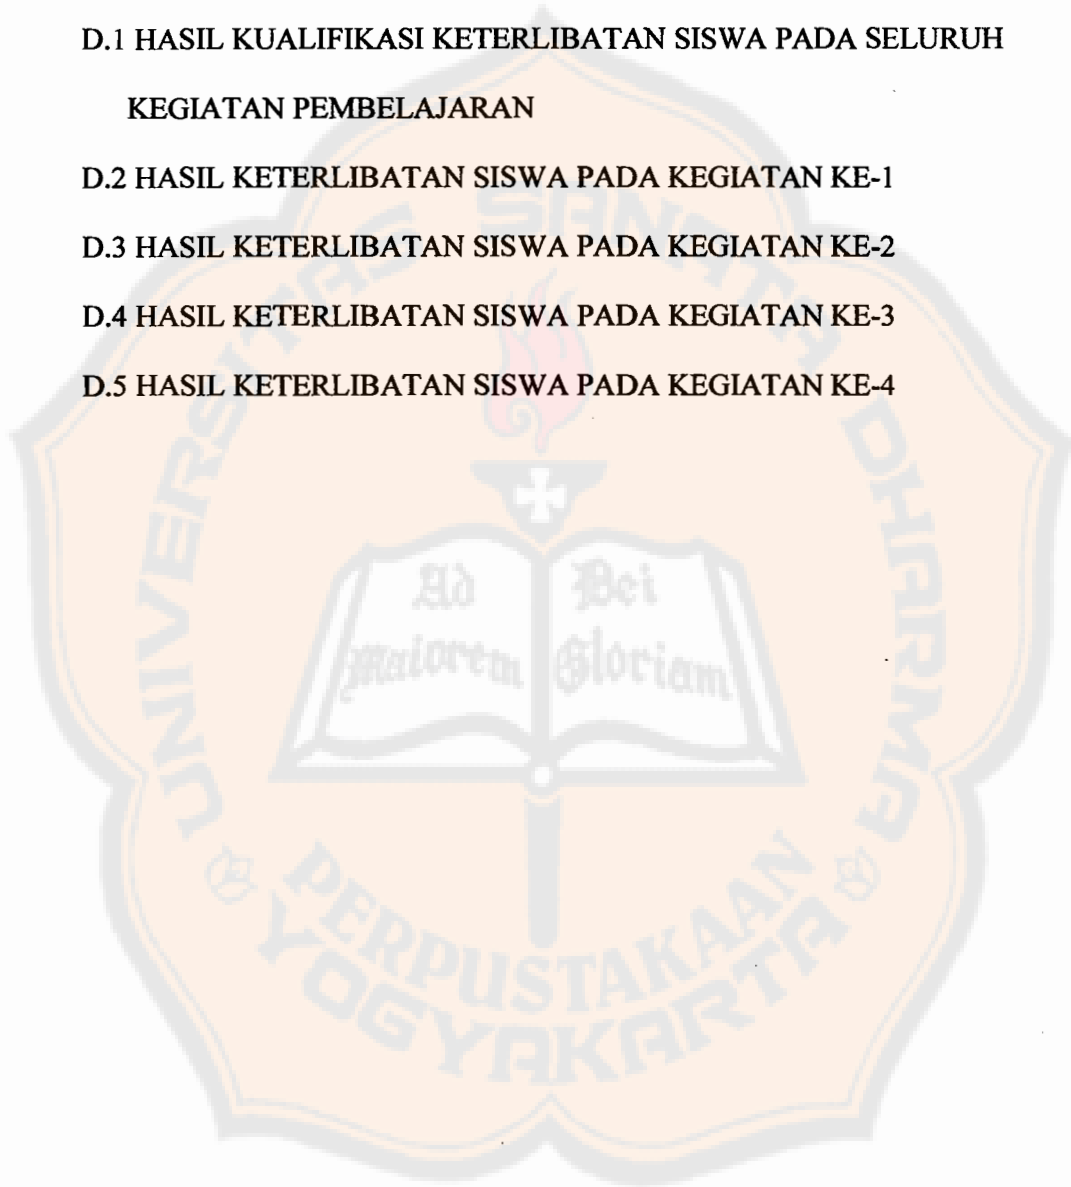 D.1 HASIL KUALIFIKASI KETERLIBATAN SISWA PADA SELURUH
KEGIATAN PEMBELAJARAN
D.2 HASIL KETERLIBATAN SISWA PADA KEGIATAN KE-1
D.3 HASIL KETERLIBATAN SISWA PADA KEGIATAN KE-2
D.4 HASIL KETERLIBATAN SISWA PADA KEGIATAN KE-3
D.5 HASIL KETERLIBATAN SISWA PADA KEGIATAN KE-4
UNIVERSITAS SANATA DHARMA
Ad Dei
maiorem Gloriam
PERPUSTAKAAN
YOGYAKARTA